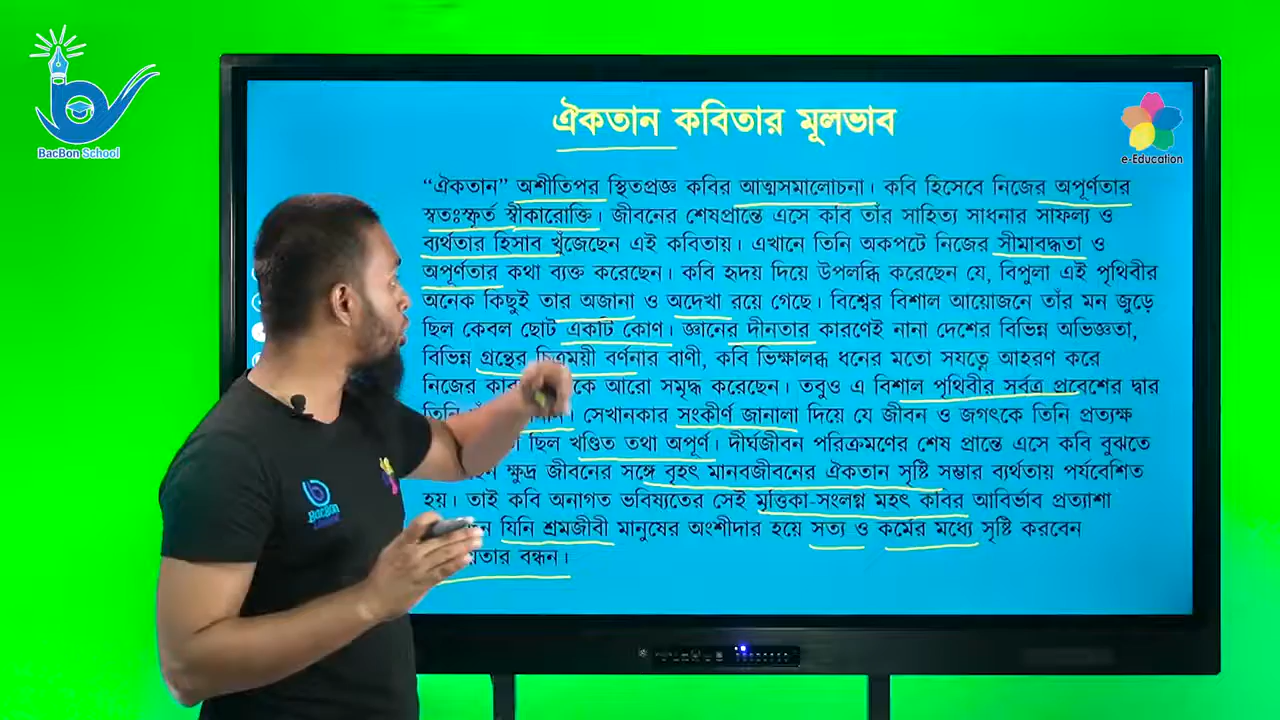 BacBon School
ঐকতান কবিতার মূলভাব
e-Education
“ঐকতান” অশীতিপর স্থিতপ্রজ্ঞ কবির আত্মসমালোচনা। কবি হিসেবে নিজের অপূর্ণতার
স্বতঃস্ফূর্ত স্বীকারোক্তি। জীবনের শেষপ্রান্তে এসে কবি তাঁর সাহিত্য সাধনার সাফল্য ও
ব্যর্থতার হিসাব খুঁজেছেন এই কবিতায়। এখানে তিনি অকপটে নিজের সীমাবদ্ধতা ও
অপূর্ণতার কথা ব্যক্ত করেছেন। কবি হৃদয় দিয়ে উপলব্ধি করেছেন যে, বিপুলা এই পৃথিবীর
অনেক কিছুই তার অজানা ও অদেখা রয়ে গেছে। বিশ্বের বিশাল আয়োজনে তাঁর মন জুড়ে
ছিল কেবল ছোট একটি কোণ। জ্ঞানের দীনতার কারণেই নানা দেশের বিভিন্ন অভিজ্ঞতা,
বিভিন্ন গ্রন্থের চিত্রময়ী বর্ণনার বাণী, কবি ভিক্ষালব্ধ ধনের মতো সযত্নে আহরণ করে
নিজের আরো সমৃদ্ধ করেছেন। তবুও এ বিশাল পৃথিবীর সর্বত্র প্রবেশের দ্বার
তিনি সেখানকার সংকীর্ণ জানালা দিয়ে যে জীবন ও জগৎকে তিনি প্রত্যক্ষ
ছিল খণ্ডিত তথা অপূর্ণ। দীর্ঘজীবন পরিক্রমণের শেষ প্রান্তে এসে কবি বুঝতে
ক্ষুদ্র জীবনের সঙ্গে বৃহৎ মানবজীবনের ঐকতান সৃষ্টি সম্ভার ব্যর্থতায় পর্যবেশিত
হয়। তাই কবি অনাগত ভবিষ্যতের সেই মৃত্তিকা-সংলগ্ন মহৎ কবির আবির্ভাব প্রত্যাশা
যিনি শ্রমজীবী মানুষের অংশীদার হয়ে সত্য ও কর্মের মধ্যে সৃষ্টি করবেন
বন্ধন।
BacBon